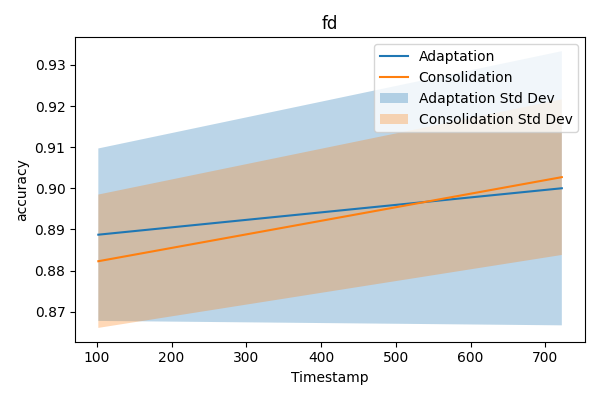 fd
Adaptation
Consolidation
Adaptation Std Dev
Consolidation Std Dev
accuracy
0.93
0.92
0.91
0.90
0.89
0.88
0.87
100 200 300 400 500 600 700
Timestamp